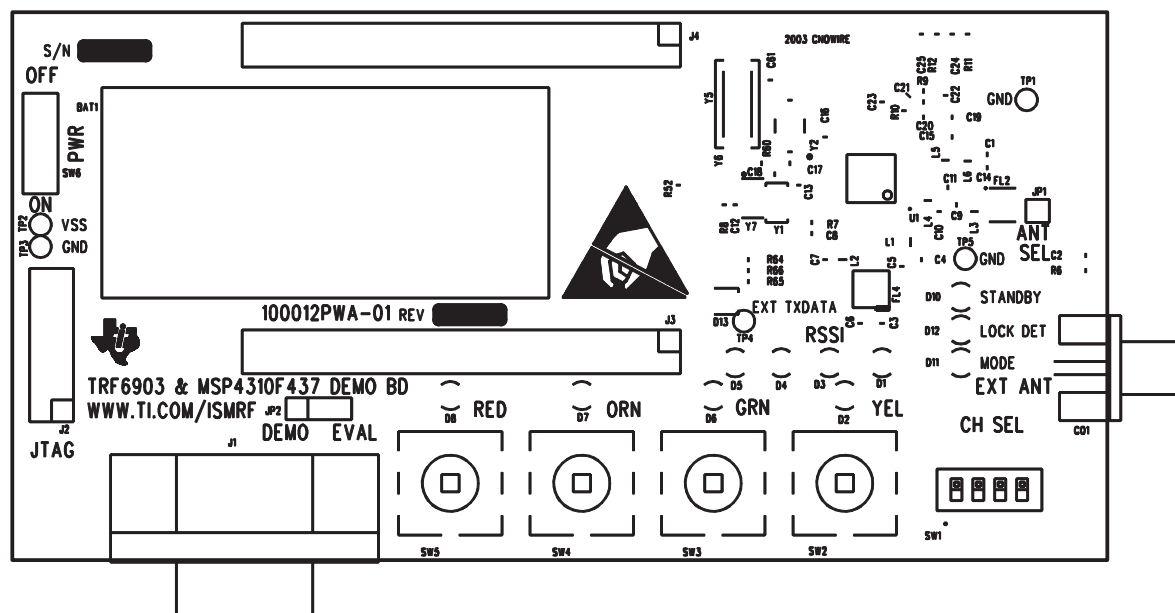 S/N
OFF
PWR
SW6
ON
TP2
VSS
TP3
GND
BAT1
J4
2003 CNDWIRE
C61
Y5
Y6
R60
C16
Y2
C17
C18
C23
C21
R10
C25
R12
R9
C24
R11
C22
C20
C15
C19
TP1
GND
L5
C1
C11
L6
C14
FL2
JP1
ANT
SEL
R52
R8
C12
Y7
Y1
C13
R7
C8
U1
L4
C10
C9
L3
L1
TP5
GND
C2
R6
R64
R66
R65
C7
L2
C5
C4
FL4
100012PWA-01 REV
D13
EXT TXDATA
TP4
RSSI
C6
C3
D10
STANDBY
D12
LOCK DET
D11
MODE
EXT ANT
J3
D5
D4
D3
D1
TRF6903 & MSP4310F437 DEMO BD
WWW.TI.COM/ISMRF
JP2
DEMO
EVAL
J2
JTAG
J1
D8
RED
D7
ORN
D6
GRN
D2
YEL
CH SEL
CO1
SW5
SW4
SW3
SW2
SW1